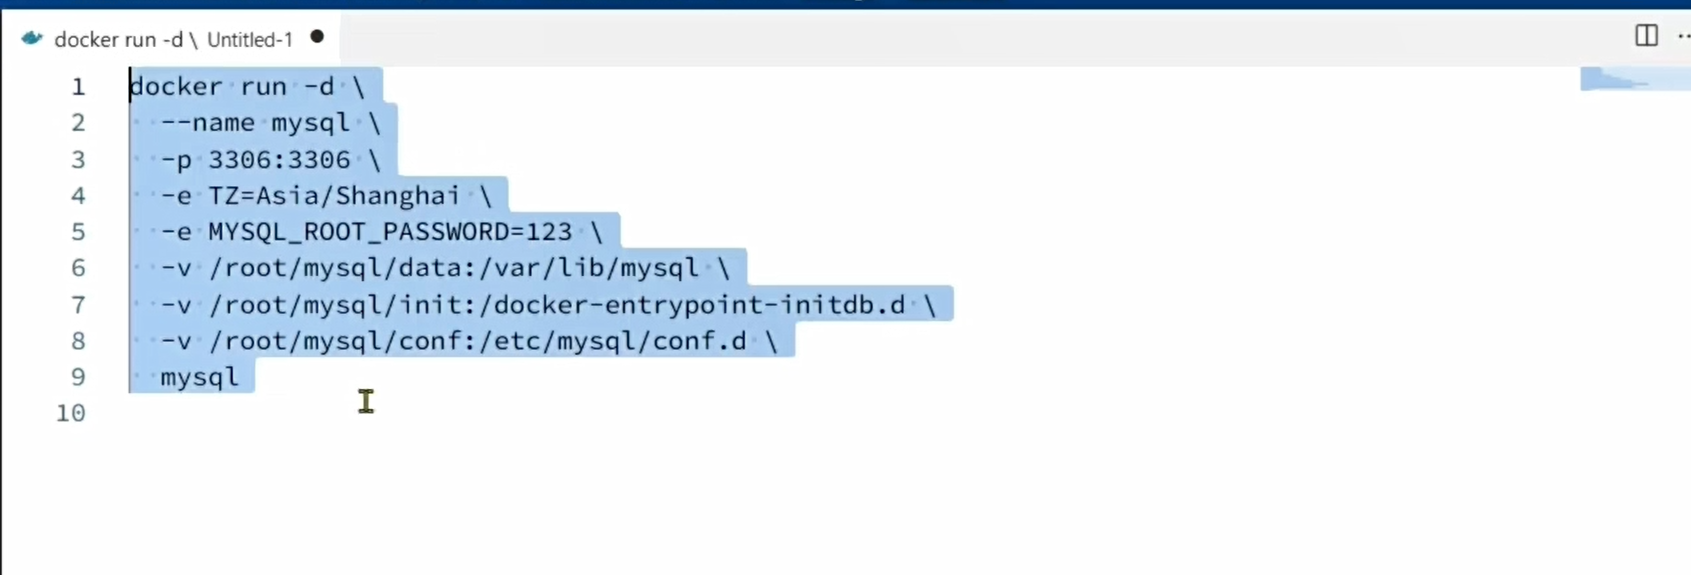 docker run -d \ Untitled-1
1 docker run -d \
2 --name mysql \
3 -p 3306:3306 \
4 -e TZ=Asia/Shanghai \
5 -e MYSQL_ROOT_PASSWORD=123 \
6 -v /root/mysql/data:/var/lib/mysql \
7 -v /root/mysql/init:/docker-entrypoint-initdb.d \
8 -v /root/mysql/conf:/etc/mysql/conf.d \
9 mysql
10